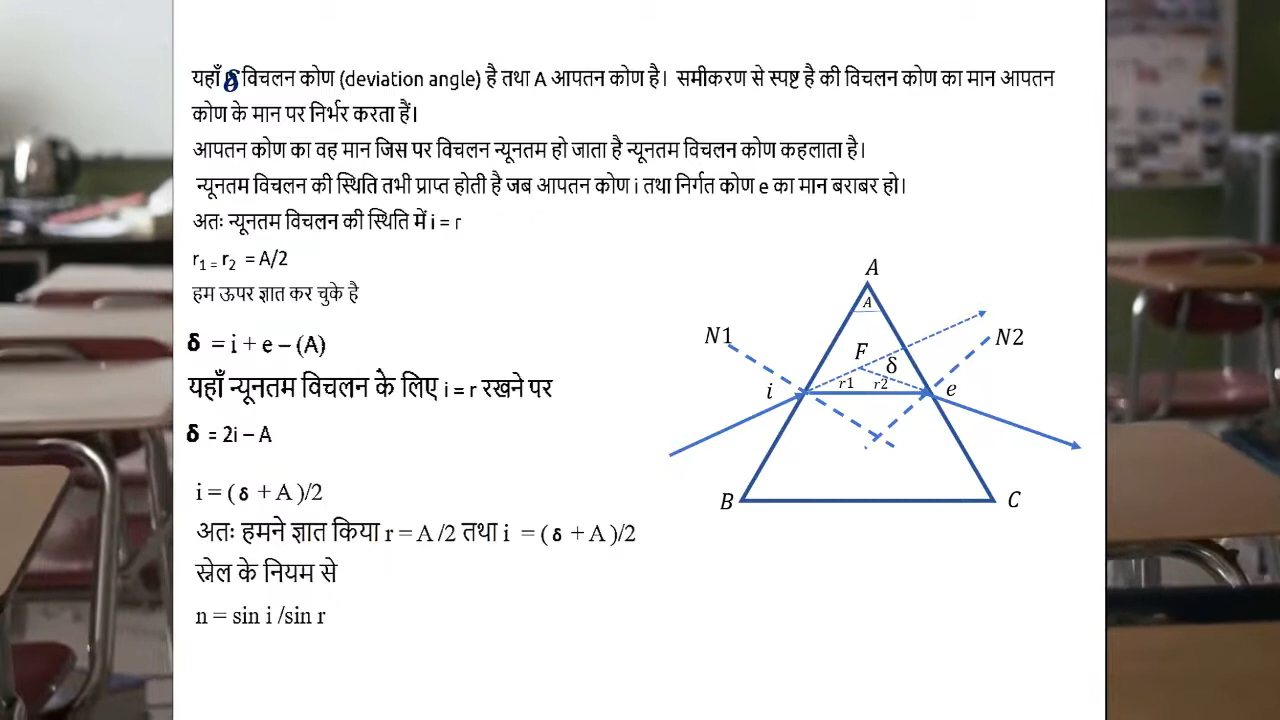 यहाँ δ विचलन कोण (deviation angle) है तथा A आपतन कोण है। समीकरण से स्पष्ट है की विचलन कोण का मान आपतन
कोण के मान पर निर्भर करता हैं।
आपतन कोण का वह मान जिस पर विचलन न्यूनतम हो जाता है न्यूनतम विचलन कोण कहलाता है।
न्यूनतम विचलन की स्थिति तभी प्राप्त होती है जब आपतन कोण i तथा निर्गत कोण e का मान बराबर हो।
अतः न्यूनतम विचलन की स्थिति में i = r
r₁ = r₂ = A/2
हम ऊपर ज्ञात कर चुके है
δ = i + e – (A)
यहाँ न्यूनतम विचलन के लिए i = r रखने पर
δ = 2i – A
i = ( δ + A )/2
अतः हमने ज्ञात किया r = A /2 तथा i = ( δ + A )/2
स्नेल के नियम से
n = sin i /sin r
A
A
N1
N2
F
δ
i
r1
r2
e
B
C